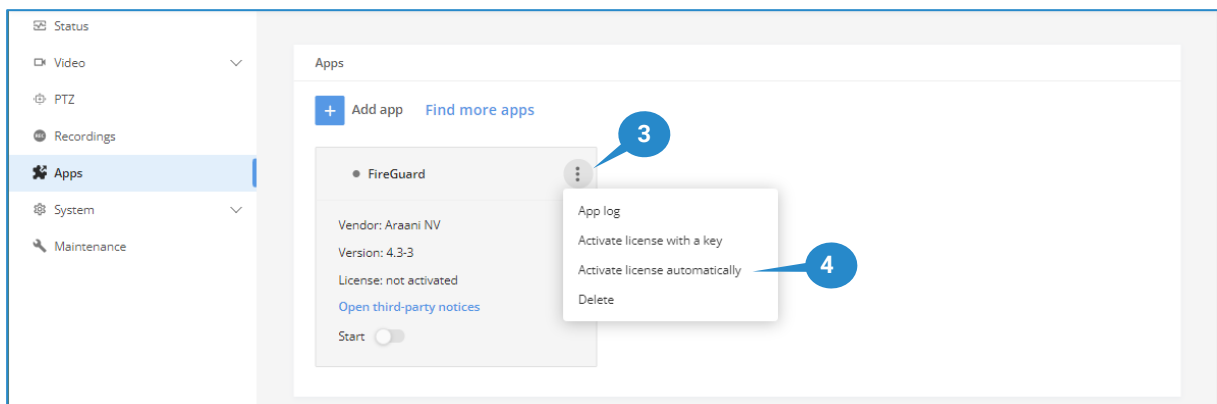 Status
Video
PTZ
Recordings
Apps
System
Maintenance
Apps
+ Add app Find more apps
3
FireGuard
App log
Activate license with a key
Activate license automatically
Delete
4
Vendor: Araani NV
Version: 4.3-3
License: not activated
Open third-party notices
Start